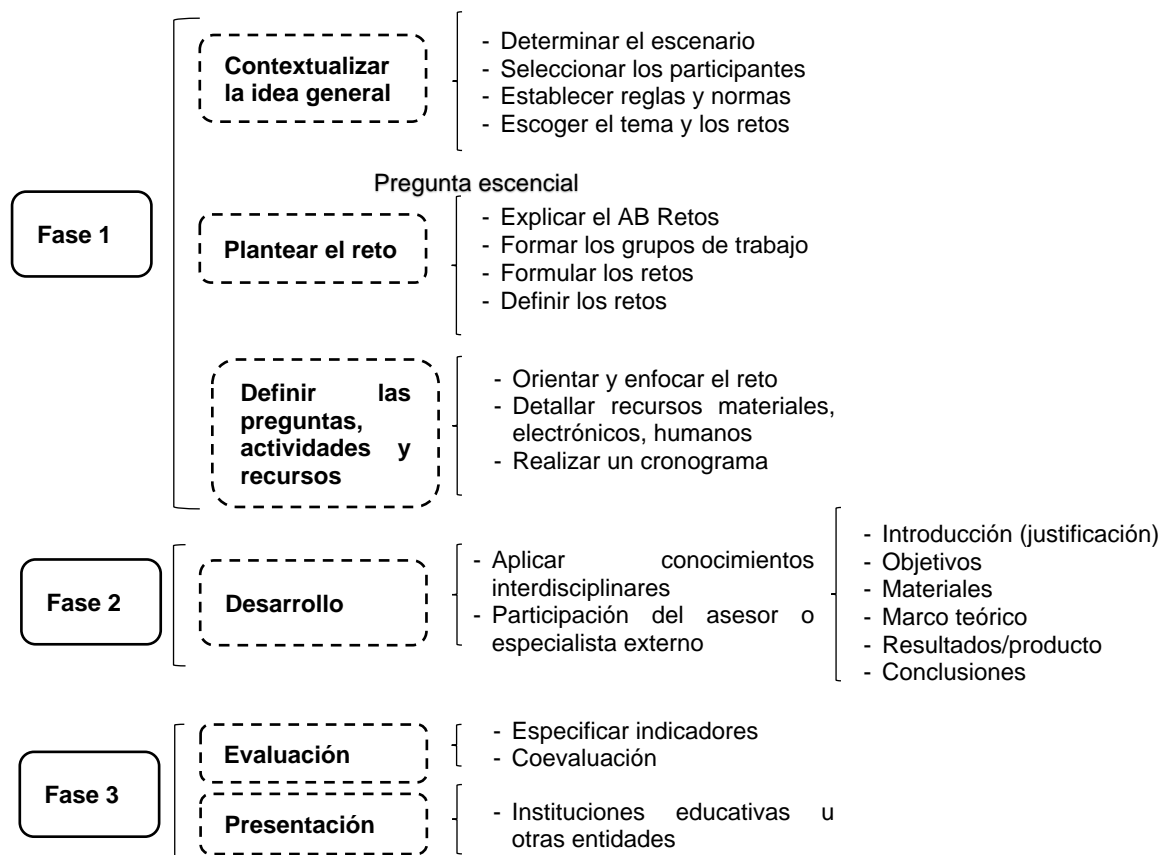 Fase 1
Contextualizar
la idea general
- Determinar el escenario
- Seleccionar los participantes
- Establecer reglas y normas
- Escoger el tema y los retos
Pregunta escencial
Plantear el reto
- Explicar el AB Retos
- Formar los grupos de trabajo
- Formular los retos
- Definir los retos
Definir las
preguntas,
actividades y
recursos
- Orientar y enfocar el reto
- Detallar recursos materiales,
electrónicos, humanos
- Realizar un cronograma
Fase 2
Desarrollo
- Aplicar conocimientos
interdisciplinares
- Participación del asesor o
especialista externo
- Introducción (justificación)
- Objetivos
- Materiales
- Marco teórico
- Resultados/producto
- Conclusiones
Fase 3
Evaluación
- Especificar indicadores
- Coevaluación
Presentación
- Instituciones educativas u
otras entidades